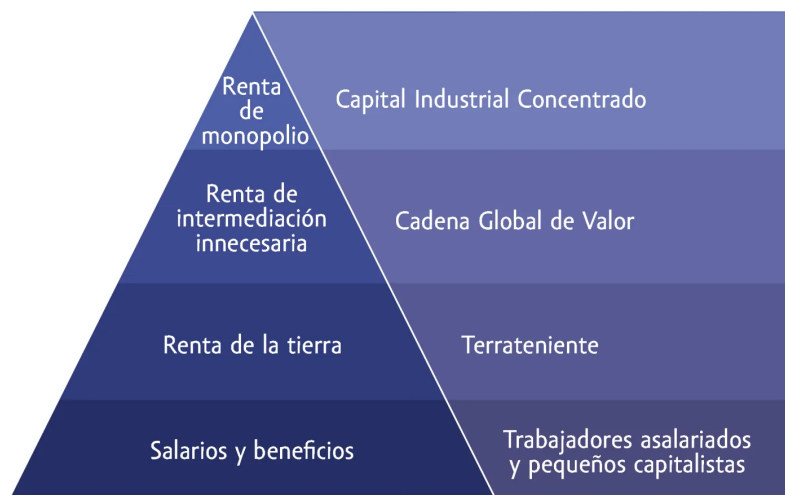 Renta
de
monopolio
Capital Industrial Concentrado
Renta de
intermediación
innecesaria
Cadena Global de Valor
Renta de la tierra
Terrateniente
Salarios y beneficios
Trabajadores asalariados
y pequeños capitalistas